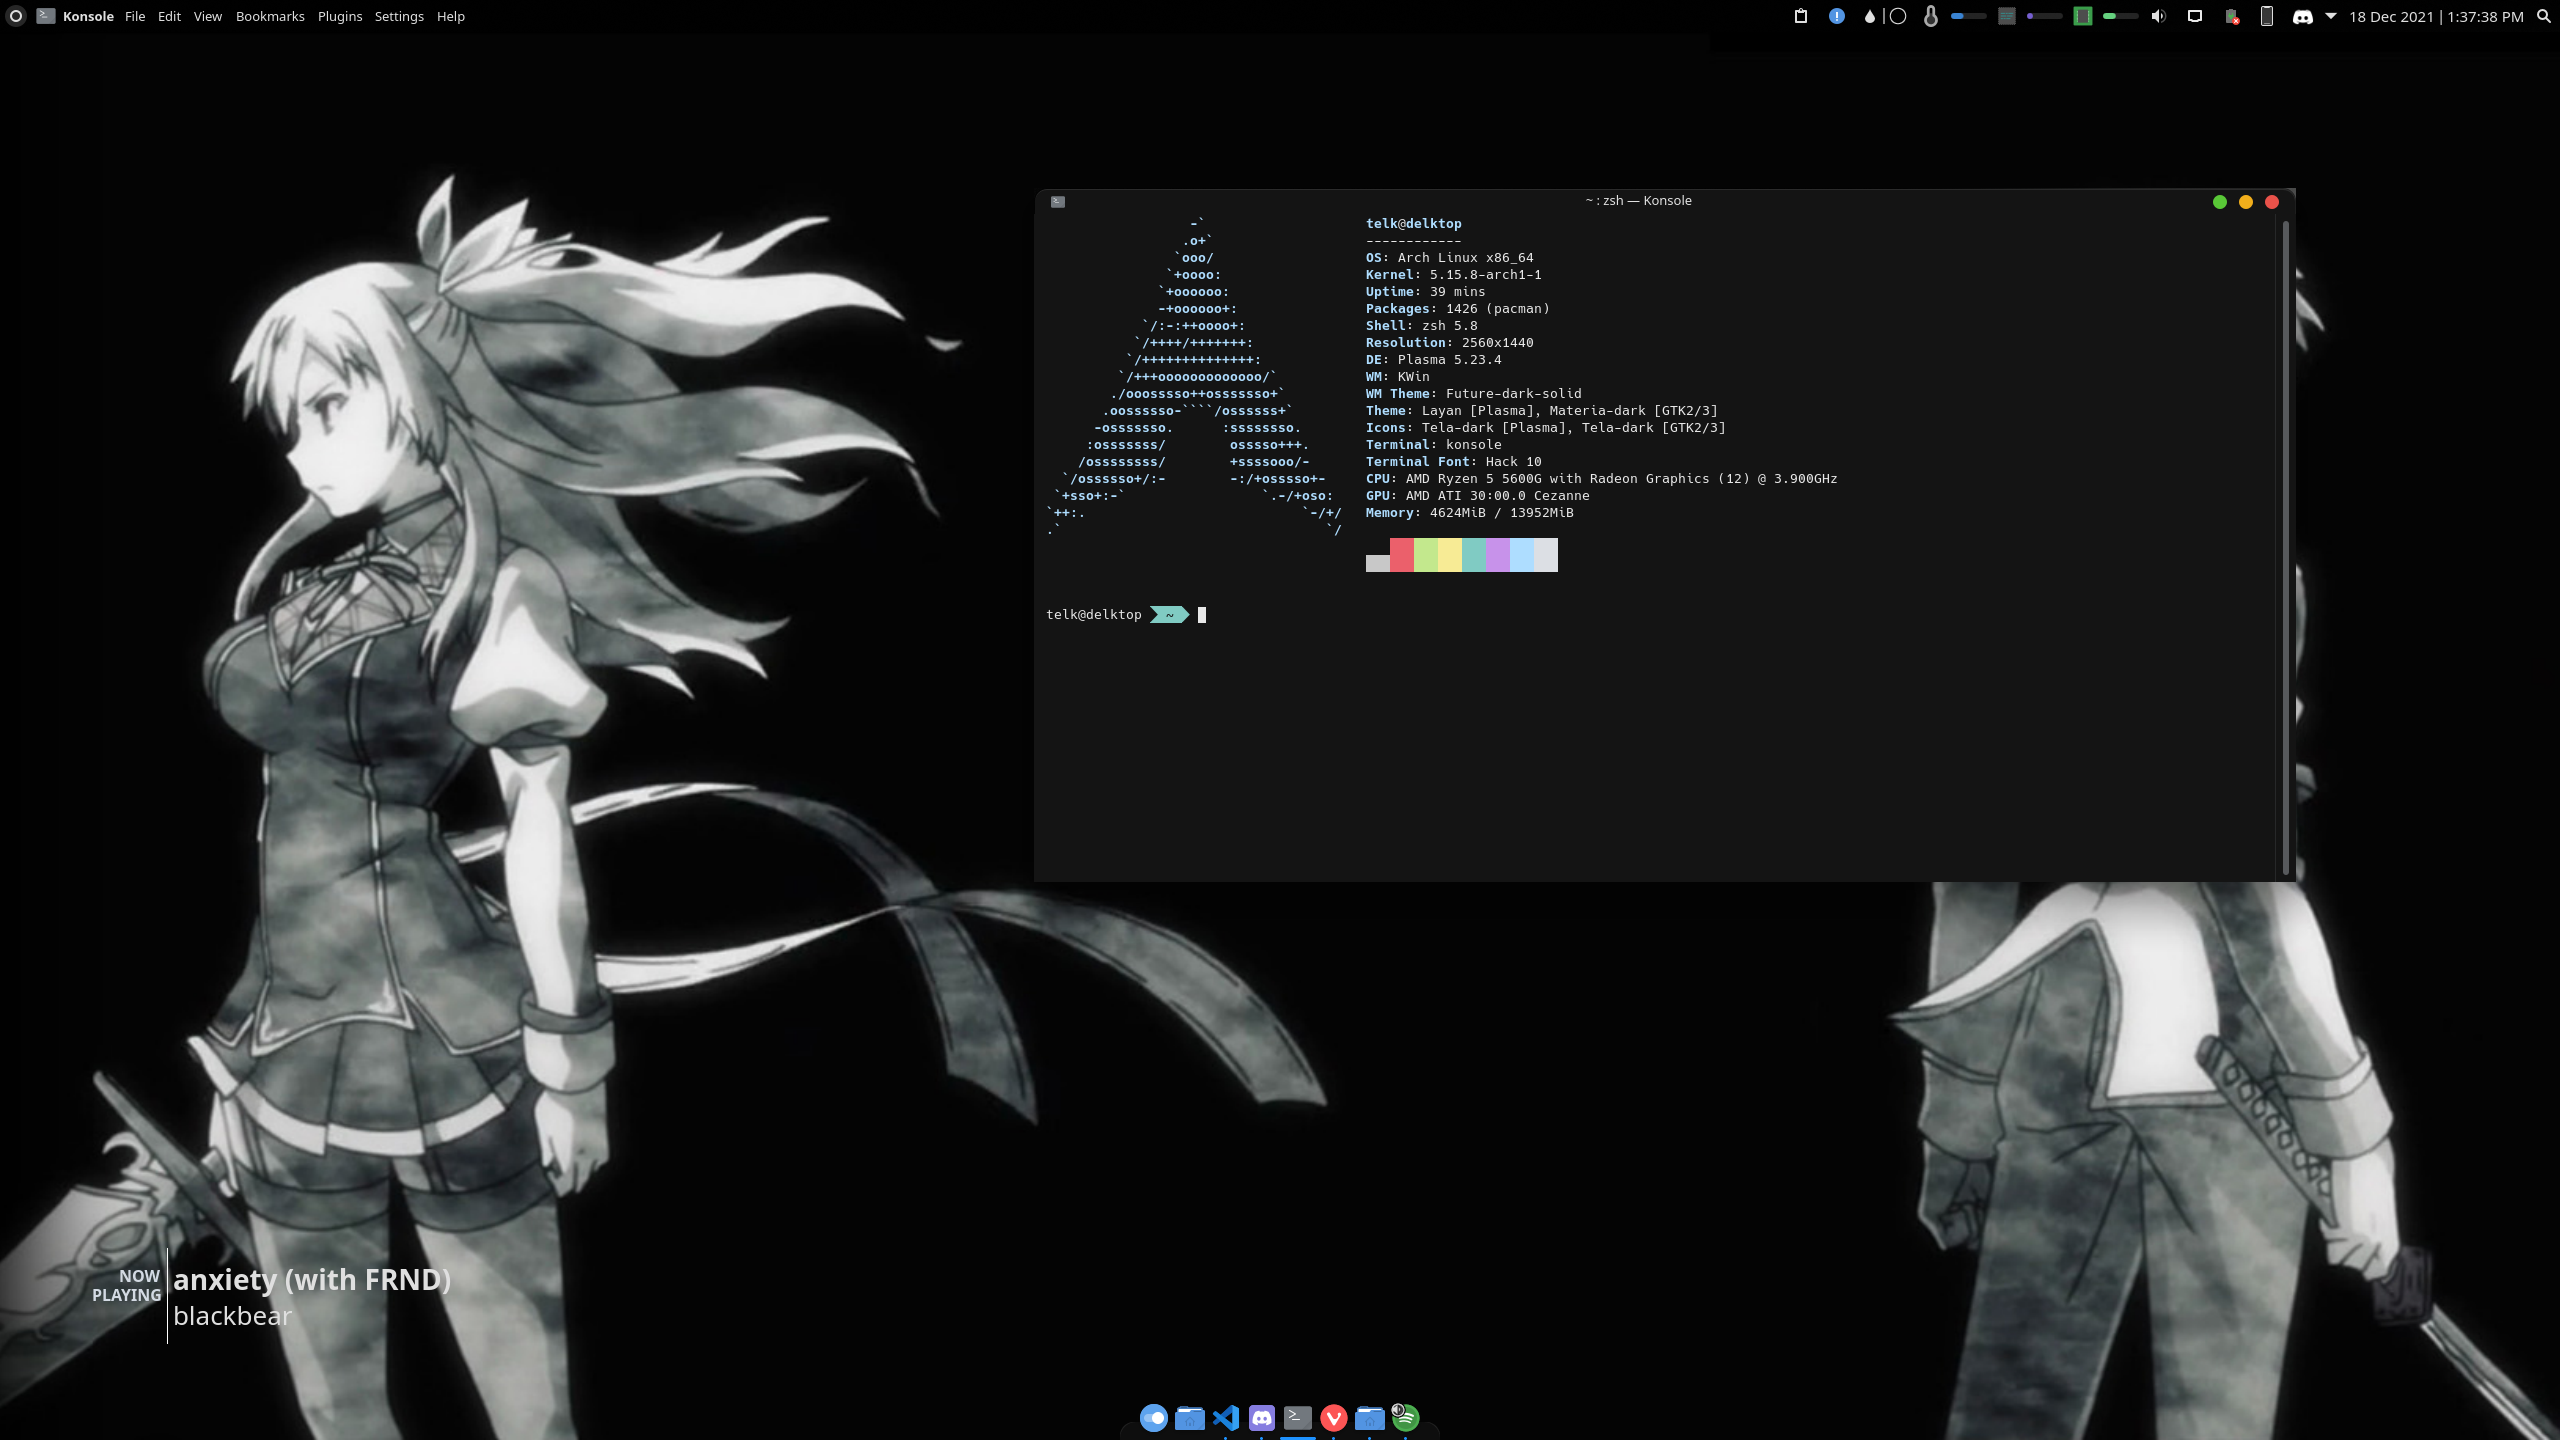 Konsole File Edit View Bookmarks Plugins Settings Help
18 Dec 2021 | 1:37:38 PM
~ : zsh — Konsole
                  -`
                 .o+`
                `ooo/
               `+oooo:
              `+oooooo:
              -+oooooo+:
            `/:-:++oooo+:
           `/++++/+++++++:
          `/++++++++++++++:
         `/+++ooooooooooooo/`
        ./ooosssso++osssssso+`
       .oossssso-````/ossssss+`
      -osssssso.      :ssssssso.
     :osssssss/        osssso+++.
    /ossssssss/        +ssssooo/-
  `/ossssso+/:-        -:/+osssso+-
 `+sso+:-`                 `.-/+oso:
`++:.                           `-/+/
.`                                 `/
telk@delktop
------------
OS: Arch Linux x86_64
Kernel: 5.15.8-arch1-1
Uptime: 39 mins
Packages: 1426 (pacman)
Shell: zsh 5.8
Resolution: 2560x1440
DE: Plasma 5.23.4
WM: KWin
WM Theme: Future-dark-solid
Theme: Layan [Plasma], Materia-dark [GTK2/3]
Icons: Tela-dark [Plasma], Tela-dark [GTK2/3]
Terminal: konsole
Terminal Font: Hack 10
CPU: AMD Ryzen 5 5600G with Radeon Graphics (12) @ 3.900GHz
GPU: AMD ATI 30:00.0 Cezanne
Memory: 4624MiB / 13952MiB
telk@delktop ~
NOW
PLAYING
anxiety (with FRND)
blackbear